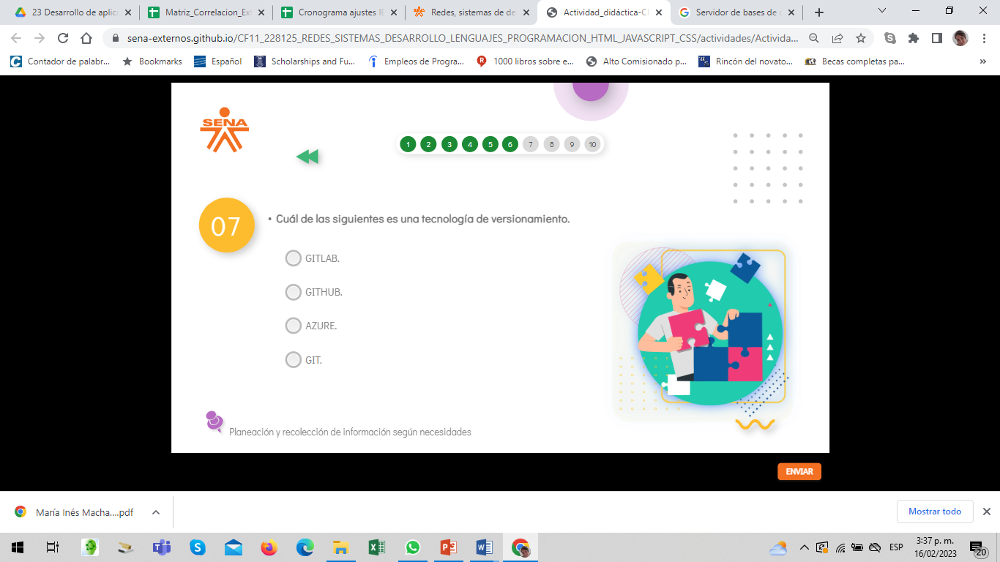 23 Desarrollo de aplica
Matriz_Correlacion_Ext
Cronograma ajustes IE
Redes, sistemas de de
Actividad_didáctica-CF
Servidor de bases de
sena-externos.github.io/CF11_228125_REDES_SISTEMAS_DESARROLLO_LENGUAJES_PROGRAMACION_HTML_JAVASCRIPT_CSS/actividades/Activida...
Contador de palabr...
Bookmarks
Español
Scholarships and Fu...
Empleos de Progra...
1000 libros sobre e...
Alto Comisionado p...
Rincón del novato...
Becas completas pa...
»
SENA
1 2 3 4 5 6 7 8 9 10
07
• Cuál de las siguientes es una tecnología de versionamiento.
GITLAB.
GITHUB.
AZURE.
GIT.
Planeación y recolección de información según necesidades
ENVIAR
María Inés Macha....pdf
Mostrar todo
ESP
3:37 p. m.
16/02/2023
20